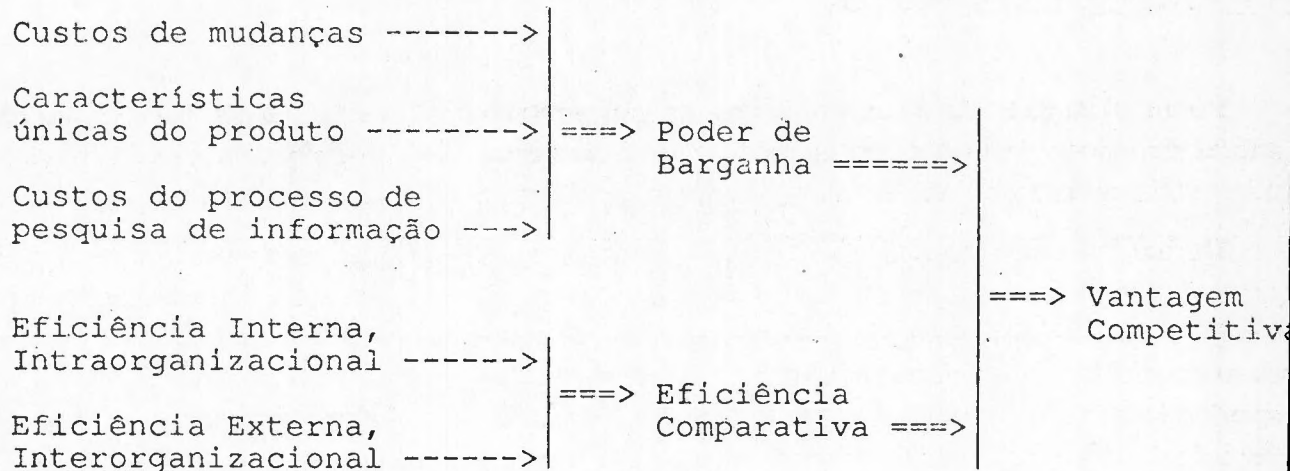 Custos de mudanças ------->
Características
únicas do produto --------> ===> Poder de
Barganha ======>
Custos do processo de
pesquisa de informação --->
===> Vantagem
Competitiva
Eficiência Interna,
Intraorganizacional ------>
===> Eficiência
Comparativa ===>
Eficiência Externa,
Interorganizacional ------>